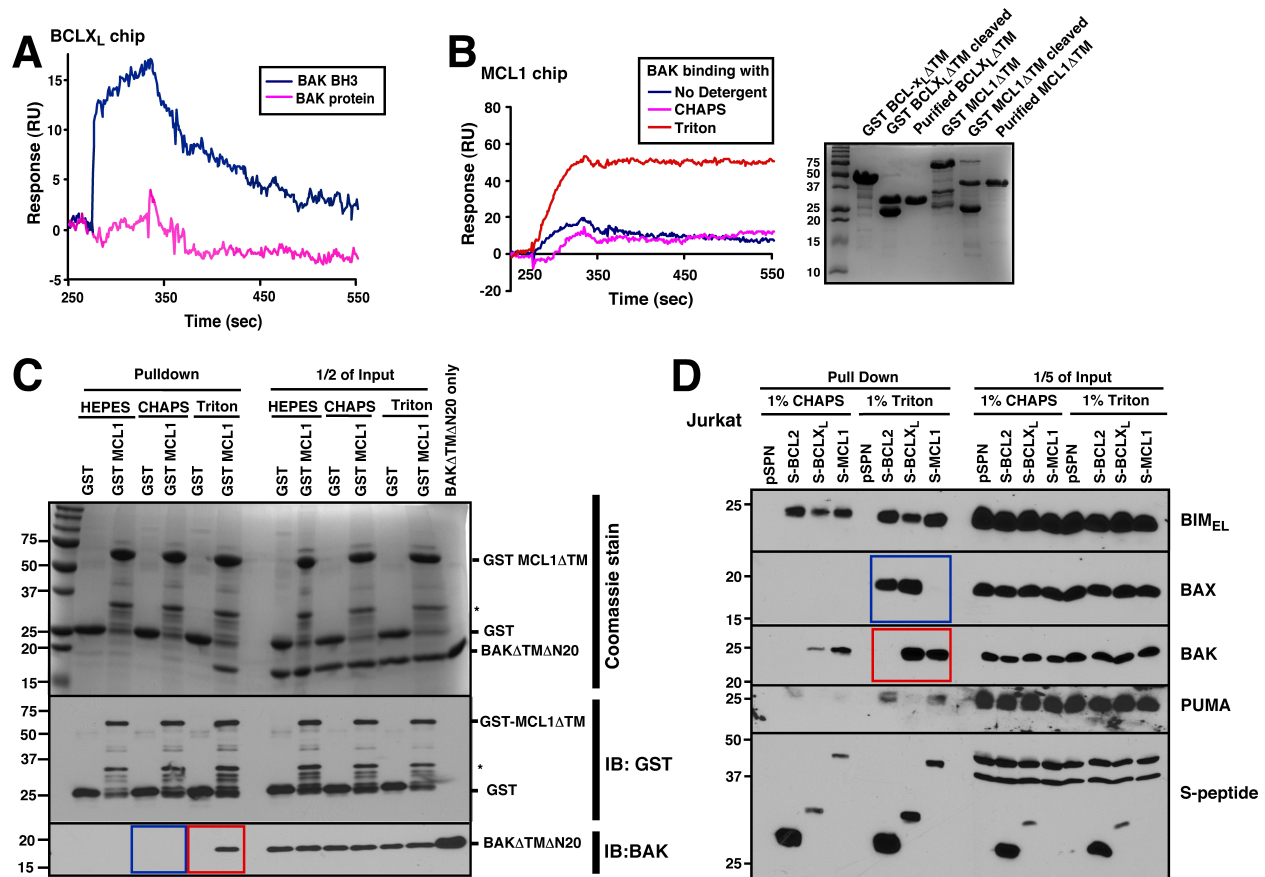 A
BCLXL chip
BAK BH3
BAK protein
Response (RU)
15
10
5
0
-5
250
350
450
550
Time (sec)
B
MCL1 chip
BAK binding with
No Detergent
CHAPS
Triton
Response (RU)
80
60
40
20
0
-20
250
350
450
550
Time (sec)
GST BCL-XLΔTM
GST BCLXLΔTM cleaved
Purified BCLXLΔTM
GST MCL1ΔTM
GST MCL1ΔTM cleaved
Purified MCL1ΔTM
75
50
37
25
20
15
10
C
Pulldown
1/2 of Input
HEPES
CHAPS
Triton
HEPES
CHAPS
Triton
GST
GST MCL1
GST
GST MCL1
GST
GST MCL1
GST
GST MCL1
GST
GST MCL1
GST
GST MCL1
BAKΔTMΔN20 only
75
50
37
25
20
15
GST MCL1ΔTM
*
GST
BAKΔTMΔN20
Coomassie stain
75
50
37
25
GST-MCL1ΔTM
*
GST
IB: GST
20
15
BAKΔTMΔN20
IB:BAK
D
Jurkat
Pull Down
1/5 of Input
1% CHAPS
1% Triton
1% CHAPS
1% Triton
pSPN
S-BCL2
S-BCLXL
S-MCL1
pSPN
S-BCL2
S-BCLXL
S-MCL1
pSPN
S-BCL2
S-BCLXL
S-MCL1
pSPN
S-BCL2
S-BCLXL
S-MCL1
25
BIMEL
20
15
BAX
25
20
BAK
25
PUMA
50
37
25
S-peptide